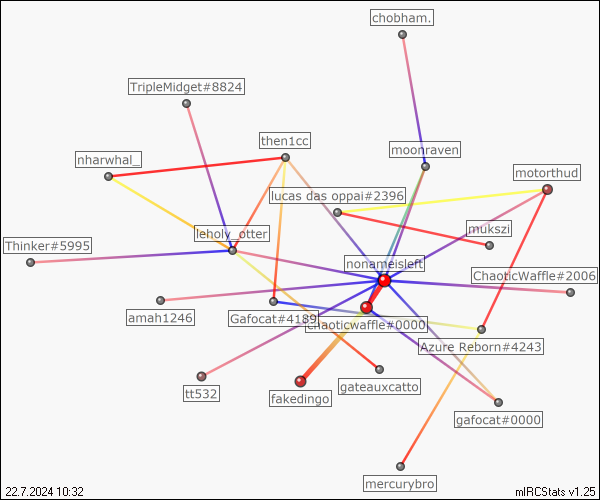 chobham.
TripleMidget#8824
then1cc
moonraven
nharwhal_
motorthud
lucas das oppai#2396
leholy_otter
mukszi
Thinker#5995
nonameisleft
ChaoticWaffle#2006
amah1246
Gafocat#4189
chaoticwaffle#0000
Azure Reborn#4243
gateauxcatto
tt532
fakedingo
gafocat#0000
mercurybro
22.7.2024 10:32
mIRCStats v1.25